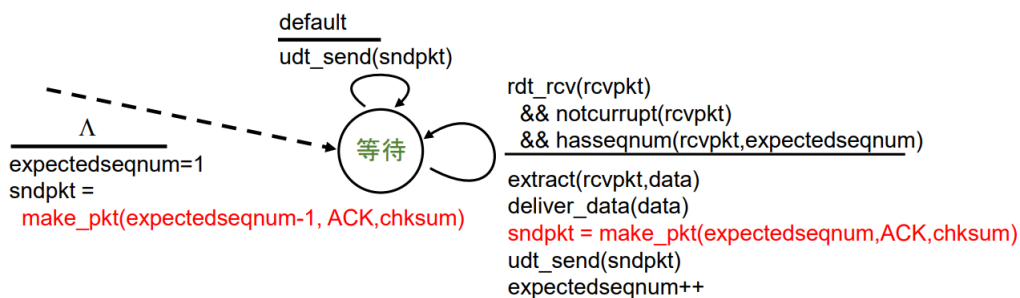 default
udt_send(sndpkt)
Λ
expectedseqnum=1
sndpkt =
make_pkt(expectedseqnum-1, ACK,chksum)
等待
rdt_rcv(rcvpkt)
&& notcurrupt(rcvpkt)
&& hasseqnum(rcvpkt,expectedseqnum)
extract(rcvpkt,data)
deliver_data(data)
sndpkt = make_pkt(expectedseqnum,ACK,chksum)
udt_send(sndpkt)
expectedseqnum++